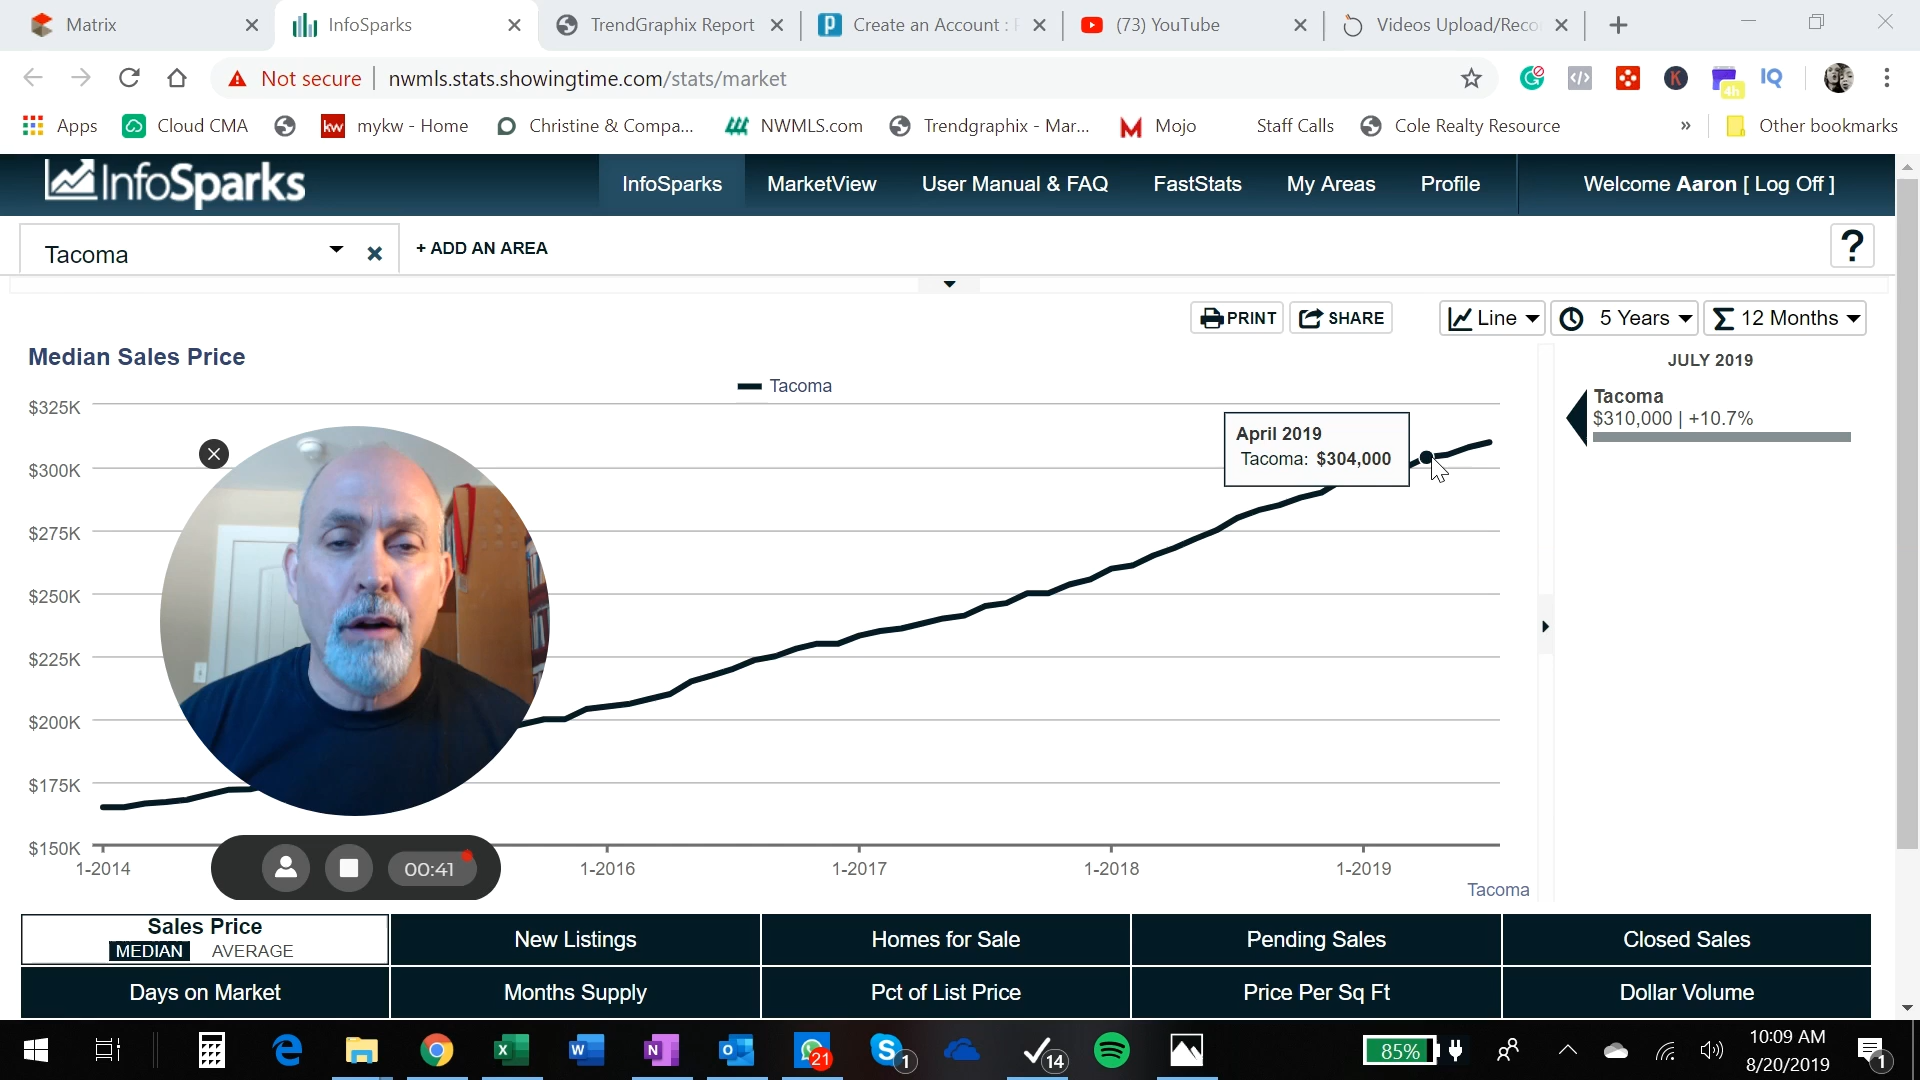 Matrix
InfoSparks
TrendGraphix Report
Create an Account :
(73) YouTube
Videos Upload/Reco
Not secure
nwmls.stats.showingtime.com/stats/market
4h
IQ
Apps
Cloud CMA
kw mykw - Home
Christine & Compa...
NWMLS.com
Trendgraphix - Mar...
Mojo
Staff Calls
Cole Realty Resource
»
Other bookmarks
InfoSparks
InfoSparks
MarketView
User Manual & FAQ
FastStats
My Areas
Profile
Welcome Aaron [ Log Off ]
Tacoma
+ ADD AN AREA
?
PRINT
SHARE
Line
5 Years
Σ 12 Months
Median Sales Price
Tacoma
JULY 2019
Tacoma
$310,000 | +10.7%
April 2019
Tacoma: $304,000
$325K
$300K
$275K
$250K
$225K
$200K
$175K
$150K
1-2014
1-2016
1-2017
1-2018
1-2019
Tacoma
00:41
Sales Price
MEDIAN AVERAGE
New Listings
Homes for Sale
Pending Sales
Closed Sales
Days on Market
Months Supply
Pct of List Price
Price Per Sq Ft
Dollar Volume
21
1
14
85%
10:09 AM
8/20/2019
1